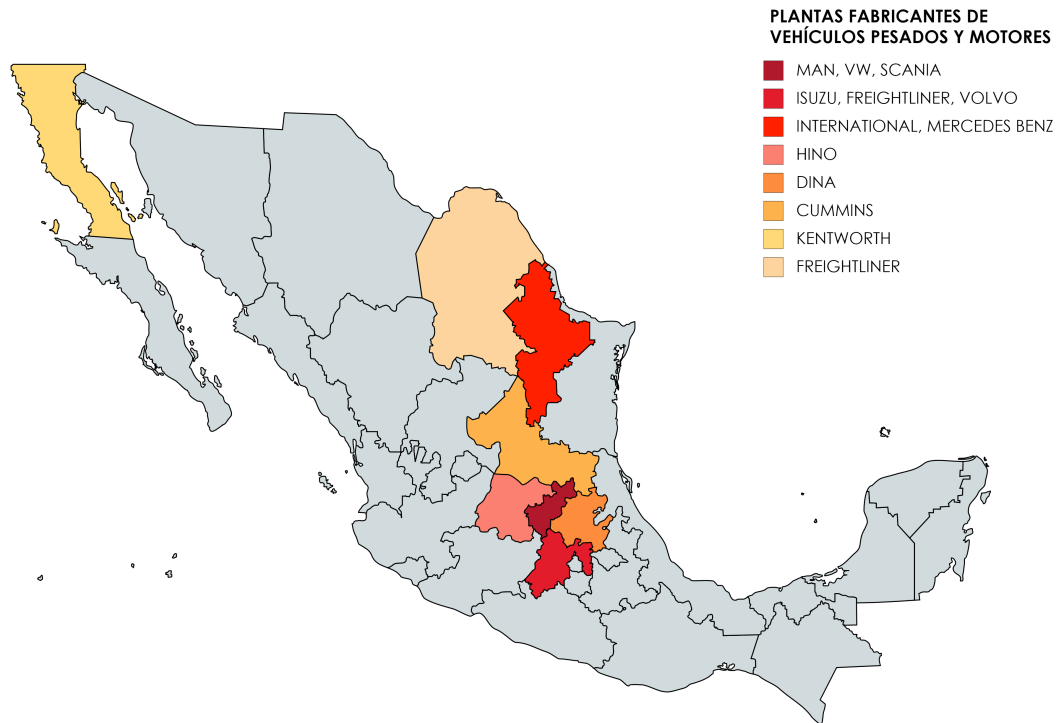 PLANTAS FABRICANTES DE
VEHÍCULOS PESADOS Y MOTORES
MAN, VW, SCANIA
ISUZU, FREIGHTLINER, VOLVO
INTERNATIONAL, MERCEDES BENZ
HINO
DINA
CUMMINS
KENTWORTH
FREIGHTLINER